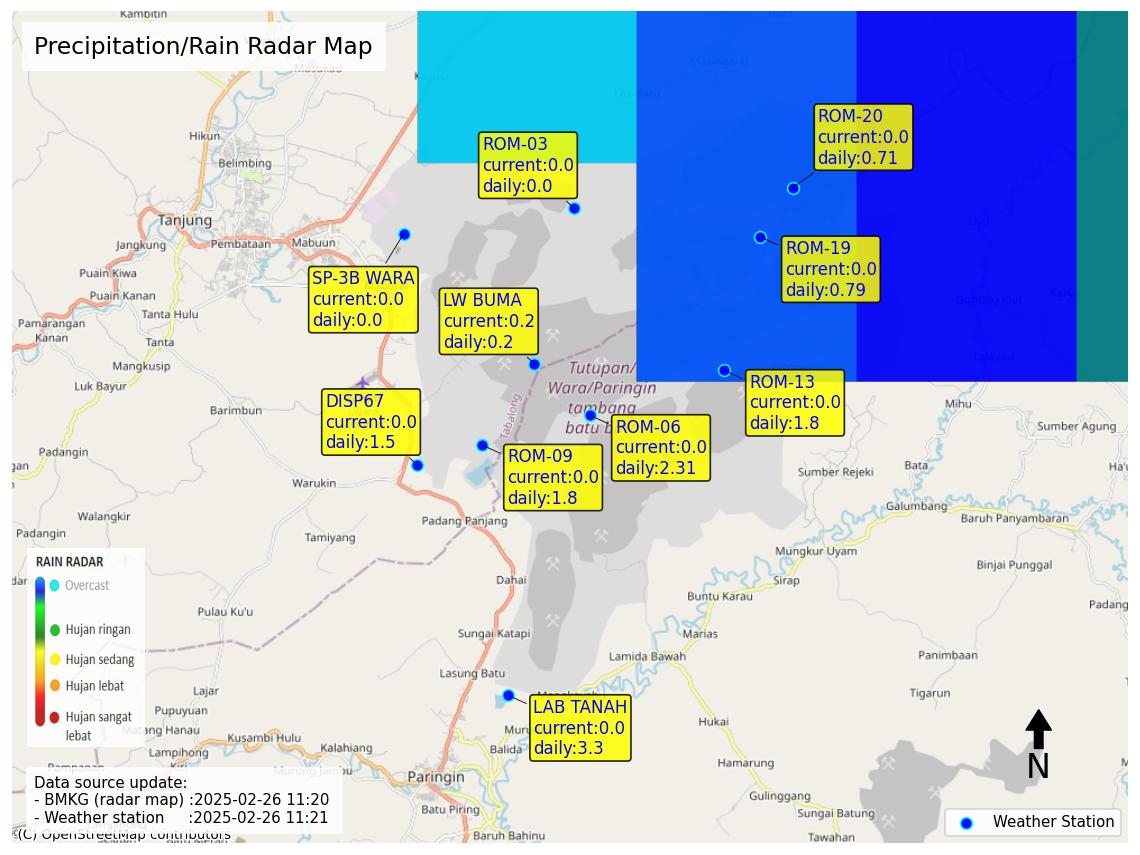 Kambitin
Precipitation/Rain Radar Map
Masukau
Kapulu
Loa Batu
Hikun
Belimbing
ROM-20
current:0.0
daily:0.71
ROM-03
current:0.0
daily:0.0
Tanjung
Jangkung
Pembataan
Mabuun
Puain Kiwa
Puain Kanan
Tanta Hulu
Pamarangan
Kanan
Tanta
Mangkusip
Luk Bayur
Barimbun
ROM-19
current:0.0
daily:0.79
SP-3B WARA
current:0.0
daily:0.0
LW BUMA
current:0.2
daily:0.2
Tutupan/
Wara/Paringin
tambang
batu b
Tabalong
ROM-13
current:0.0
daily:1.8
DISP67
current:0.0
daily:1.5
ROM-06
current:0.0
daily:2.31
ROM-09
current:0.0
daily:1.8
Mihu
Sumber Agung
Padangin
Warukin
Sumber Rejeki
Bata
Ha'u
Galumbang
Baruh Panyambaran
Walangkir
Padangin
Padang Panjang
Tamiyang
Mungkur Uyam
Binjai Punggal
Dahai
Sirap
Buntu Karau
Padang
Pulau Ku'u
Sungai Katapi
Marias
Lamida Bawah
Panimbaan
Lasung Batu
Tigarun
Lajar
Pupuyuan
Matang Hanau
Kusambi Hulu
Lampihong
Kalahiang
Murung Jambu
RAIN RADAR
Overcast
Hujan ringan
Hujan sedang
Hujan lebat
Hujan sangat
lebat
LAB TANAH
current:0.0
daily:3.3
Balida
Hukai
Hamarung
Paringin
Batu Piring
Gulinggang
Sungai Batung
Baruh Bahinu
Tawahan
N
Data source update:
- BMKG (radar map) :2025-02-26 11:20
- Weather station :2025-02-26 11:21
(C) OpenStreetMap contributors
Weather Station